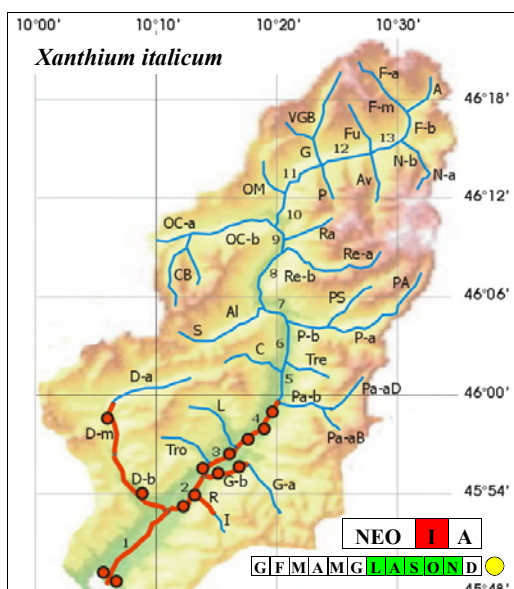 10°00' 10°10' 10°20' 10°30'
Xanthium italicum
F-a
A
46°18'
F-m
VGB
Fu
13
F-b
G
12
N-b
11
N-a
OM
P
Av
46°12'
10
OC-a
Ra
OC-b
9
Re-a
8
CB
Re-b
PA
PS
46°06'
Al
7
S
P-b
P-a
6
C
Tre
D-a
5
Pa-aD
46°00'
Pa-b
L
4
D-m
Pa-aB
Tro
3
D-b
G-b
G-a
45°54'
2
R
I
1
NEO I A
G F M A M G L A S O N D
45°48'